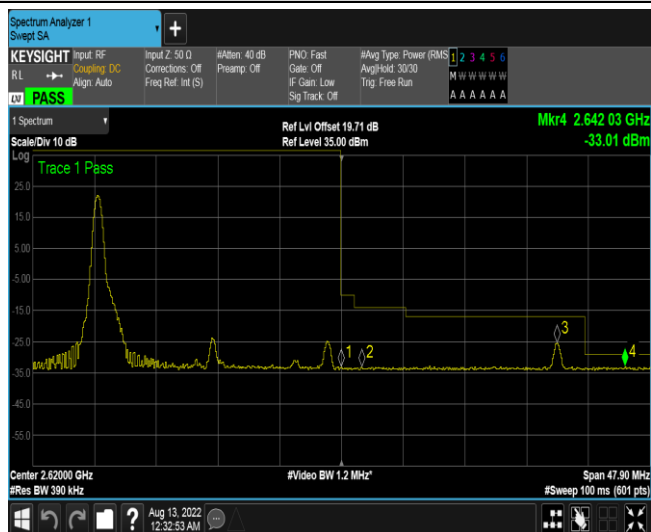 Spectrum Analyzer 1
Swept SA
+
KEYSIGHT
RL
LXI PASS
Input: RF
Coupling: DC
Align: Auto
Input Z: 50 Ω
Corrections: Off
Freq Ref: Int (S)
#Atten: 40 dB
Preamp: Off
PNO: Fast
Gate: Off
IF Gain: Low
Sig Track: Off
#Avg Type: Power (RMS
Avg|Hold: 30/30
Trig: Free Run
1 2 3 4 5 6
M W W W W W
A A A A A A
1 Spectrum
Scale/Div 10 dB
Ref Lvl Offset 19.71 dB
Ref Level 35.00 dBm
Mkr4 2.642 03 GHz
-33.01 dBm
Log
Trace 1 Pass
25.0
15.0
5.00
-5.00
-15.0
-25.0
-35.0
-45.0
-55.0
1
2
3
4
Center 2.62000 GHz
#Res BW 390 kHz
#Video BW 1.2 MHz*
Span 47.90 MHz
#Sweep 100 ms (601 pts)
?
Aug 13, 2022
12:32:53 AM